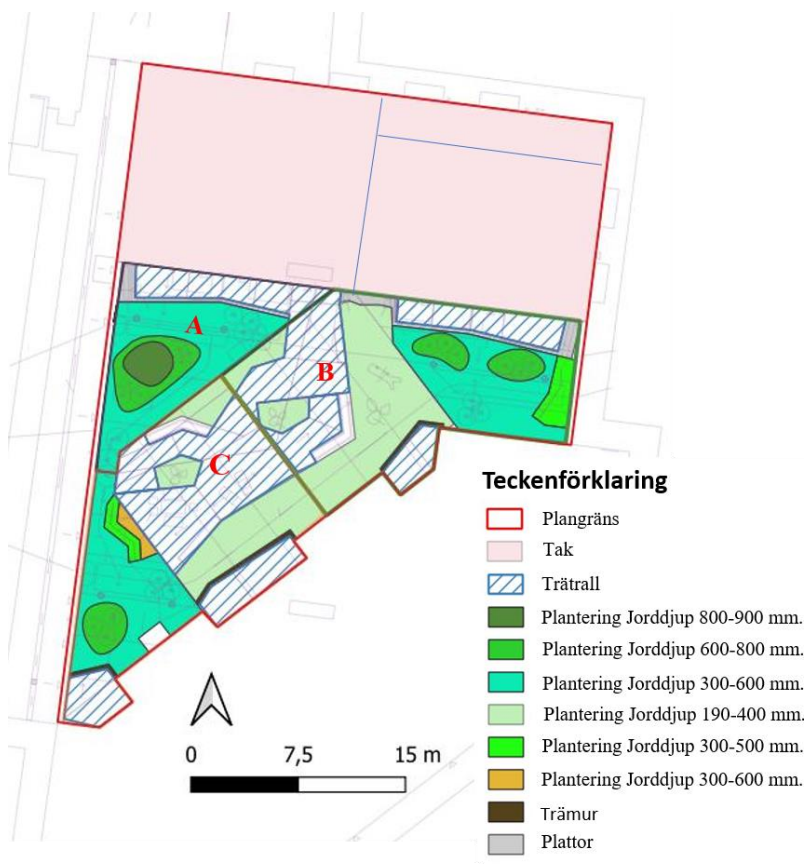 A
B
C
0 7,5 15 m
Teckenförklaring
Plangräns
Tak
Trätrall
Plantering Jorddjup 800-900 mm.
Plantering Jorddjup 600-800 mm.
Plantering Jorddjup 300-600 mm.
Plantering Jorddjup 190-400 mm.
Plantering Jorddjup 300-500 mm.
Plantering Jorddjup 300-600 mm.
Trämur
Plattor